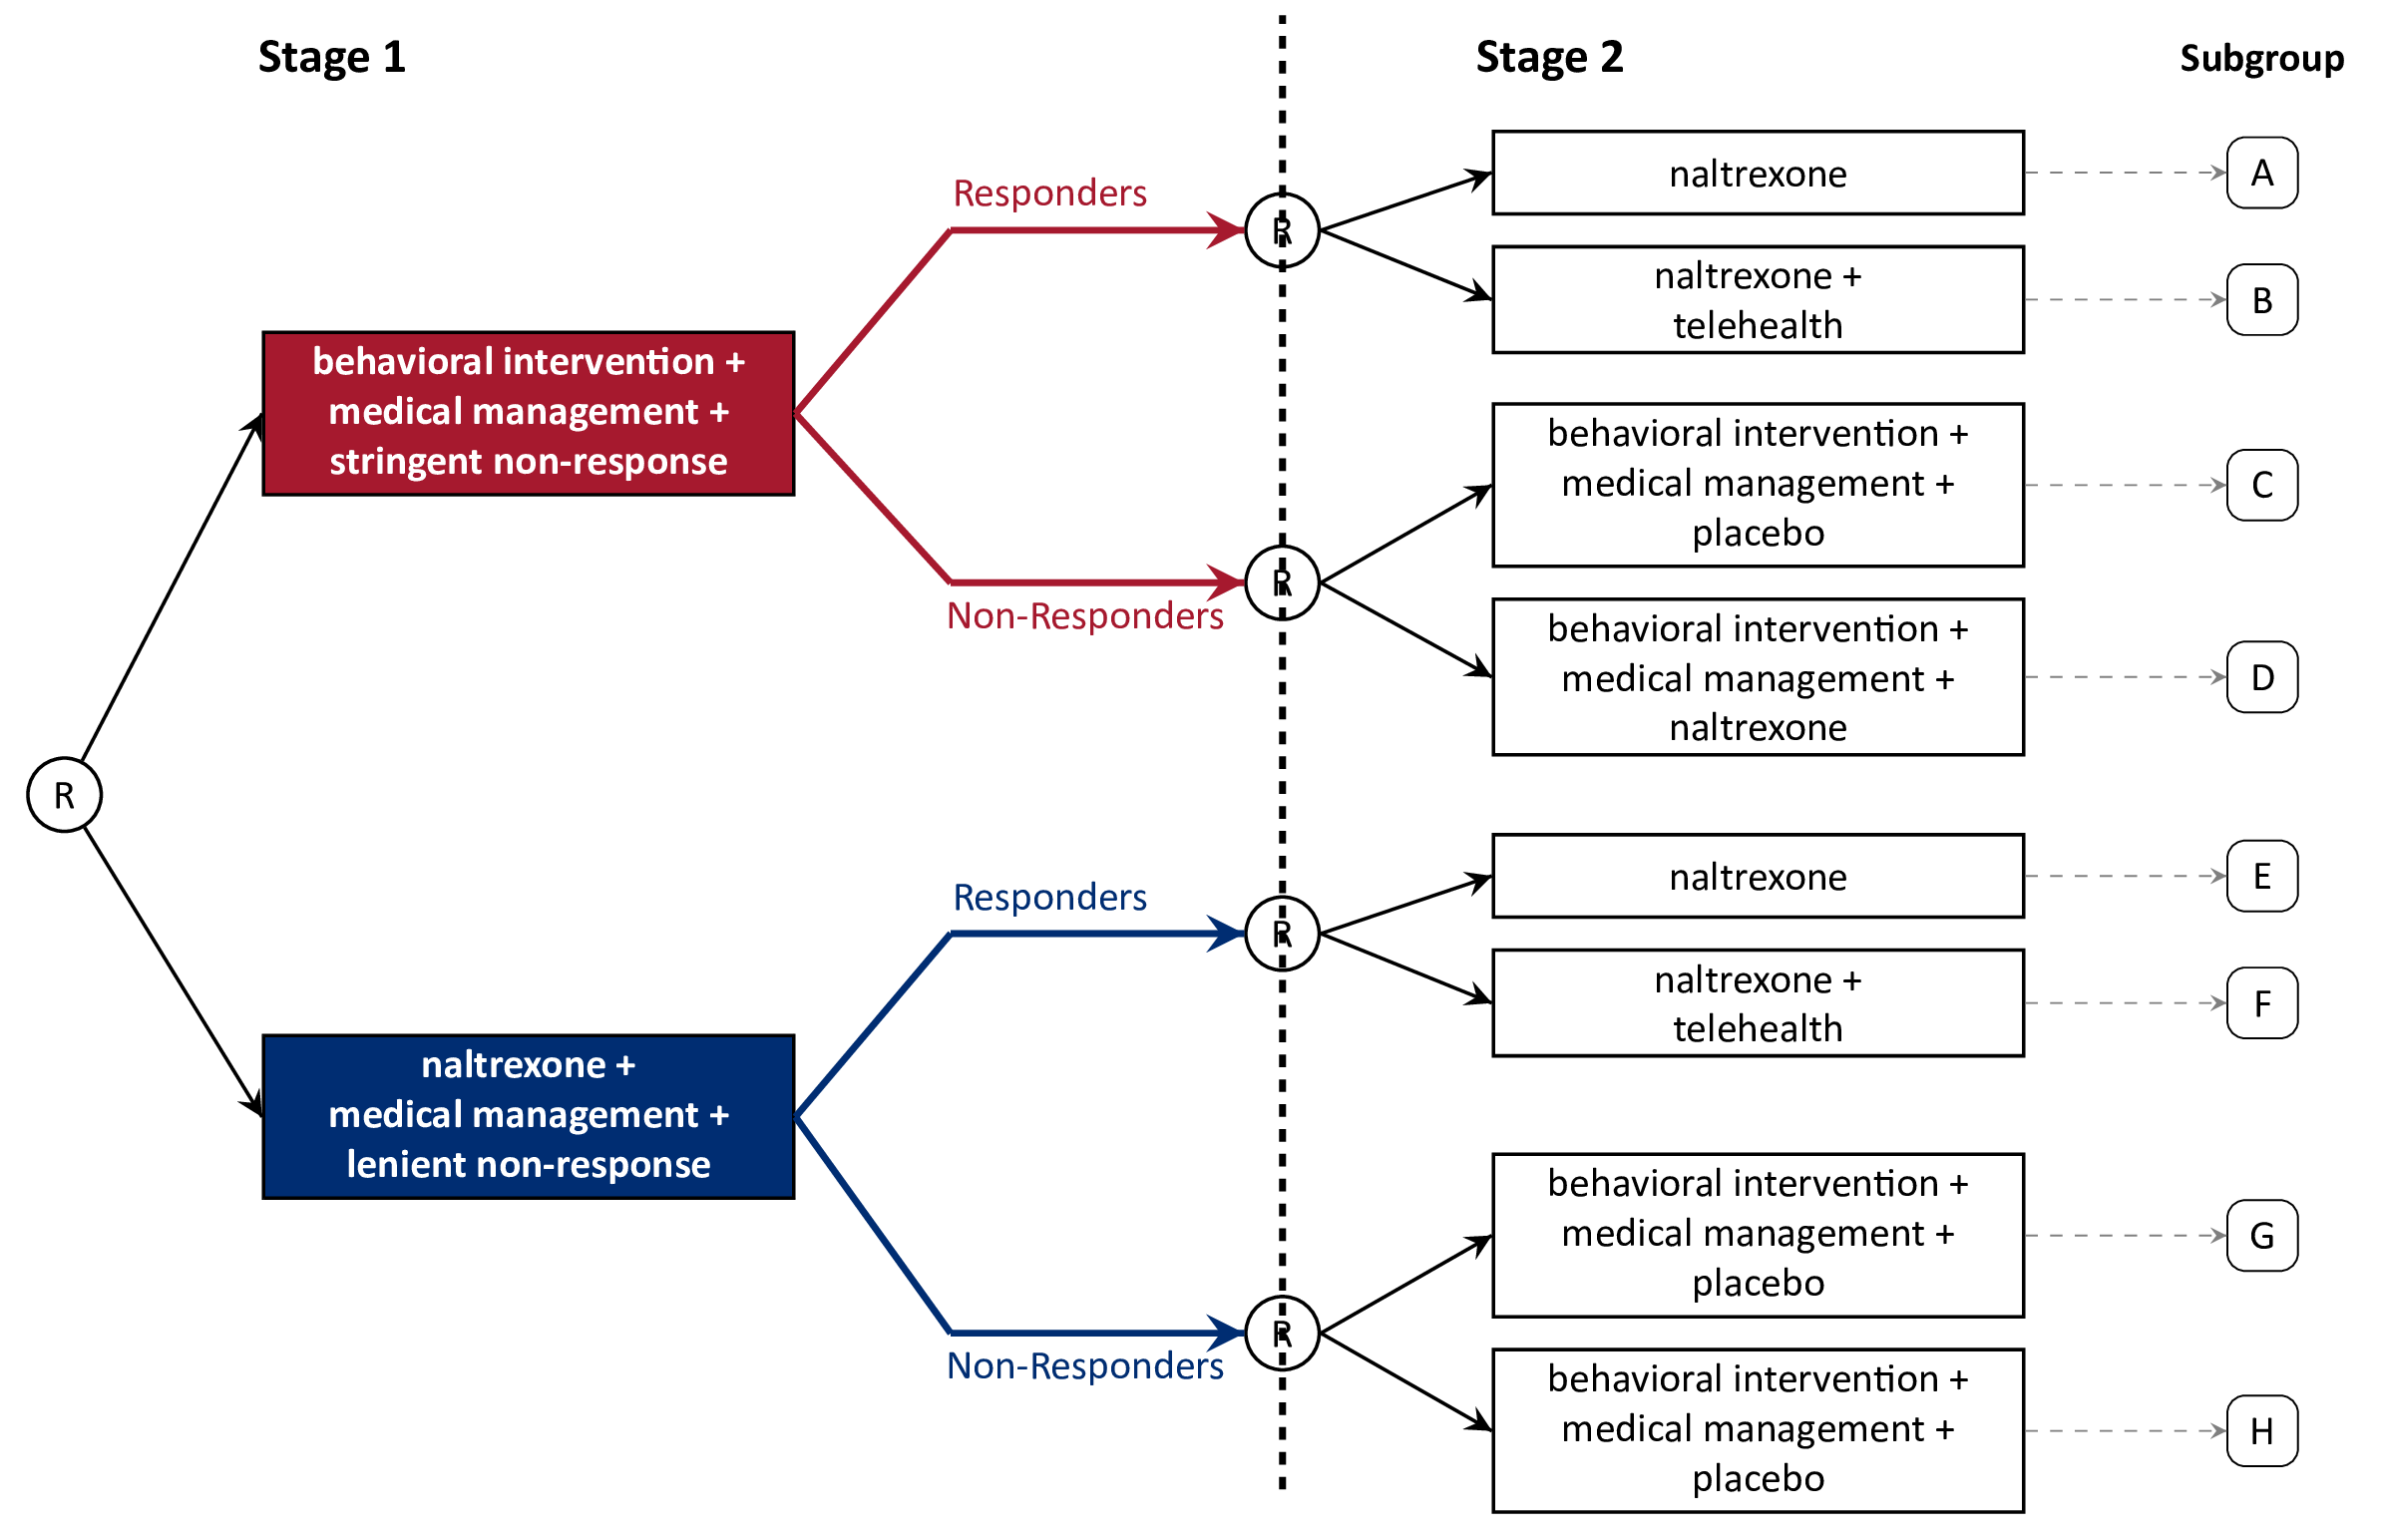 Stage 1
Stage 2
Subgroup
R
behavioral intervention +
medical management +
stringent non-response
Responders
Non-Responders
R
naltrexone
A
naltrexone +
telehealth
B
R
behavioral intervention +
medical management +
placebo
C
behavioral intervention +
medical management +
naltrexone
D
naltrexone +
medical management +
lenient non-response
Responders
Non-Responders
R
naltrexone
E
naltrexone +
telehealth
F
R
behavioral intervention +
medical management +
placebo
G
behavioral intervention +
medical management +
placebo
H